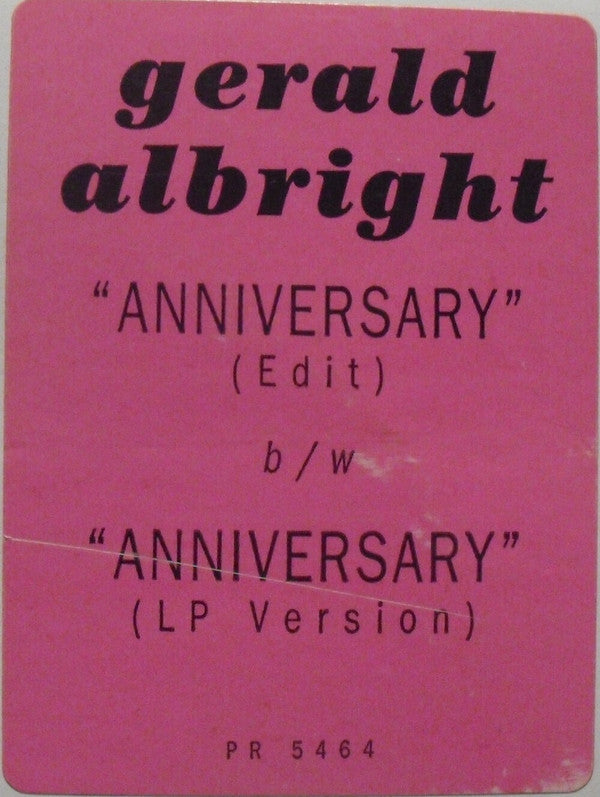 gerald
albright
“ANNIVERSARY”
(Edit)
b/w
“ANNIVERSARY”
(LP Version)
PR 5464